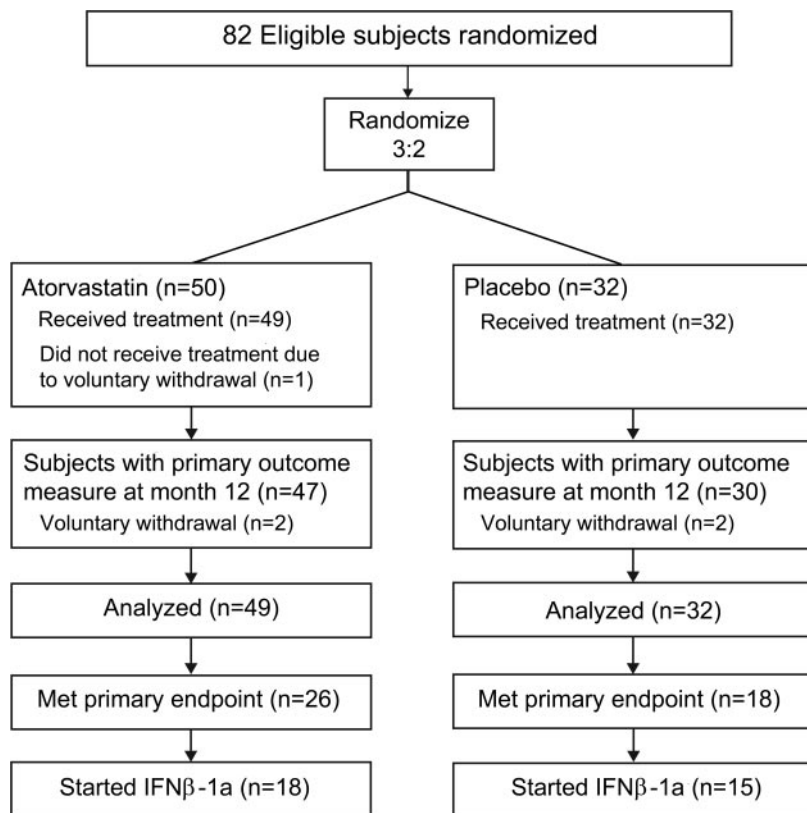 82 Eligible subjects randomized
Randomize
3:2
Atorvastatin (n=50)
Received treatment (n=49)
Did not receive treatment due
to voluntary withdrawal (n=1)
Placebo (n=32)
Received treatment (n=32)
Subjects with primary outcome
measure at month 12 (n=47)
Voluntary withdrawal (n=2)
Subjects with primary outcome
measure at month 12 (n=30)
Voluntary withdrawal (n=2)
Analyzed (n=49)
Analyzed (n=32)
Met primary endpoint (n=26)
Met primary endpoint (n=18)
Started IFNβ-1a (n=18)
Started IFNβ-1a (n=15)